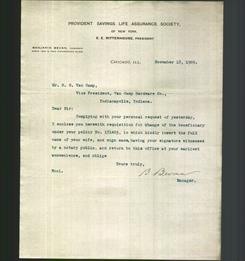 PROVIDENT SAVINGS LIFE ASSURANCE SOCIETY,
OF NEW YORK.
E. E. RITTENHOUSE, PRESIDENT
BENJAMIN BEVAN, MANAGER
CHICAGO, ILL. November 18, 1909.
Mr. Van Camp,
Vice President, Van Camp Hardware Co.,
Indianapolis, Indiana.
Dear Sir:
Complying with your personal request of yesterday,
I enclose you herewith requisition for change of the beneficiary
under your policy No. in which kindly insert the full
name of your wife, and sign same, having your signature witnessed
by a notary public, and return to this office at your earliest
convenience, and oblige
Yours truly,
B Bevan
Encl.
Manager.